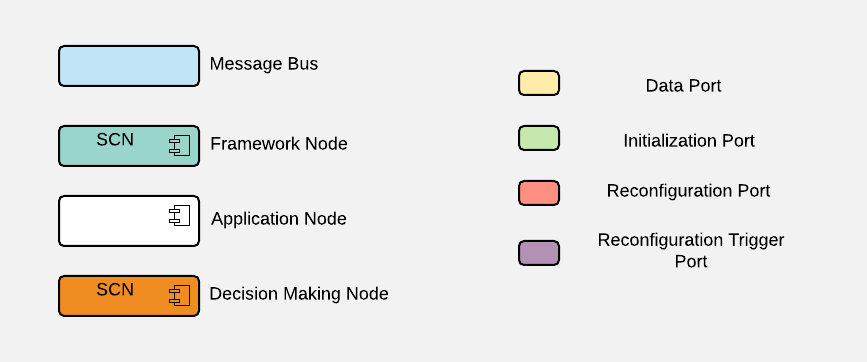 Message Bus
SCN
Framework Node
Application Node
SCN
Decision Making Node
Data Port
Initialization Port
Reconfiguration Port
Reconfiguration Trigger
Port